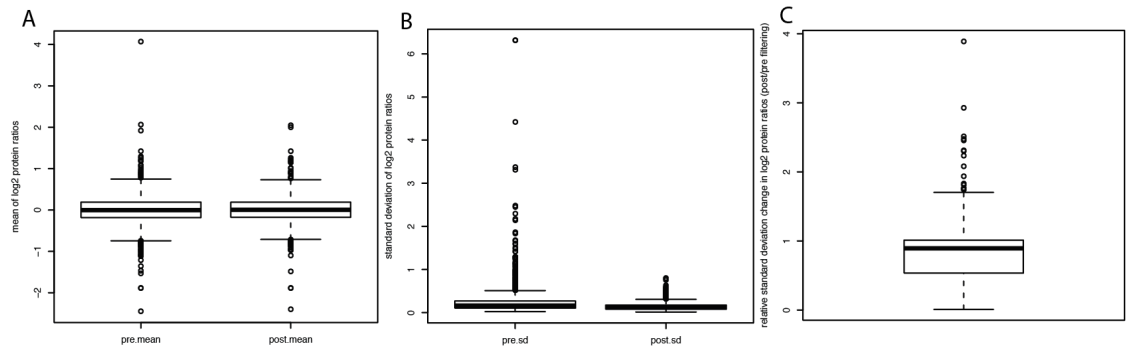 A
mean of log2 protein ratios
4
3
2
1
0
−1
−2
pre.mean
post.mean
B
standard deviation of log2 protein ratios
6
5
4
3
2
1
0
pre.sd
post.sd
C
relative standard deviation change in log2 protein ratios (post/pre filtering)
4
3
2
1
0